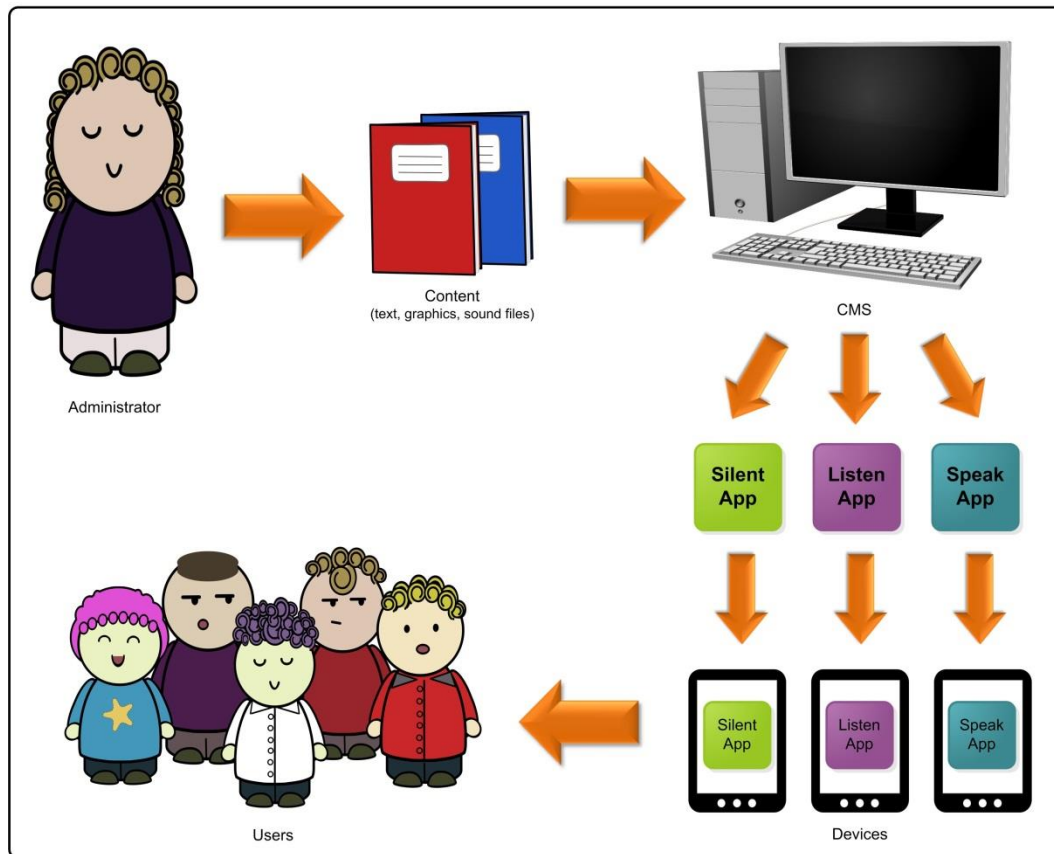 Administrator
Content
(text, graphics, sound files)
CMS
Silent
App
Listen
App
Speak
App
Silent
App
Listen
App
Speak
App
Users
Devices